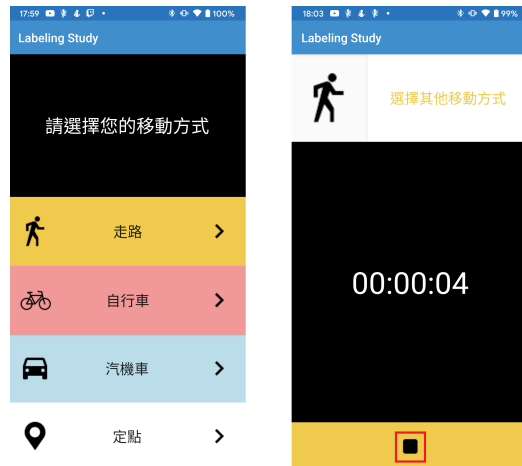 17:59
100%
Labeling Study
請選擇您的移動方式
走路
自行車
汽機車
定點
18:03
99%
Labeling Study
選擇其他移動方式
00:00:04